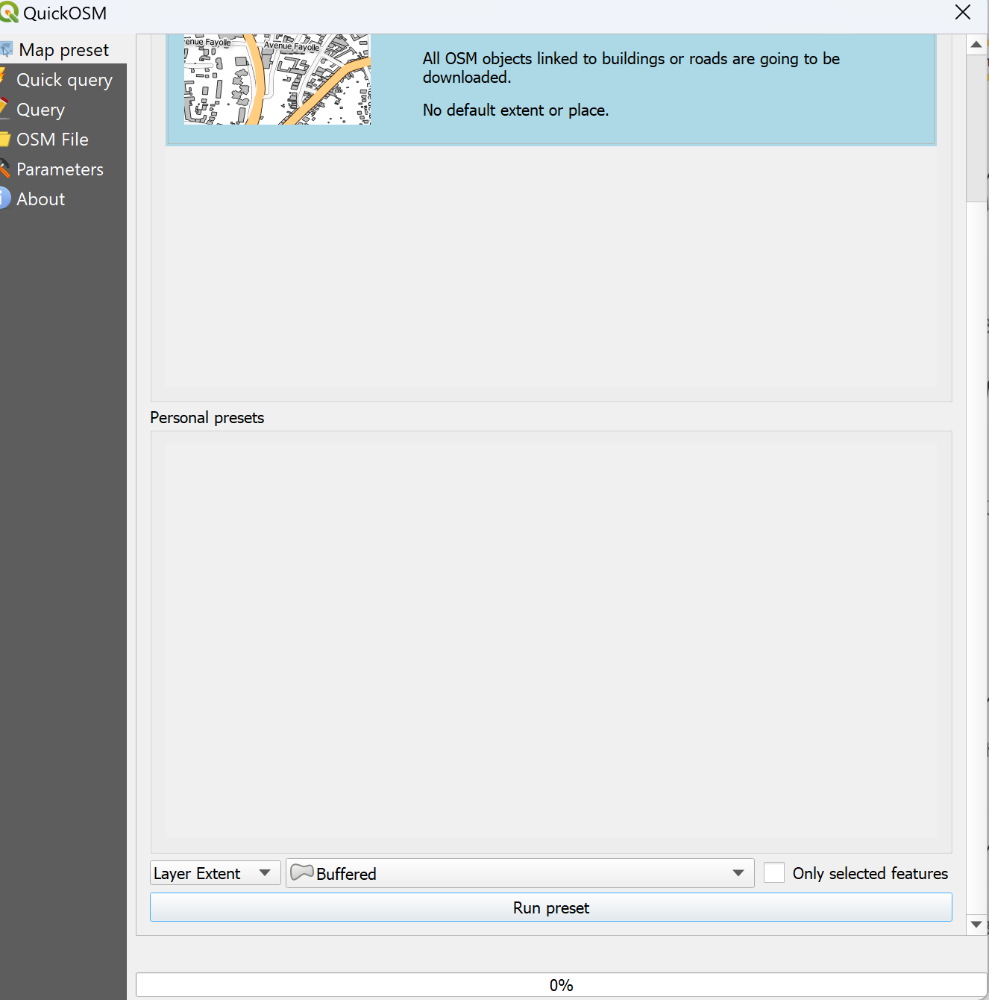 QuickOSM
Map preset
Quick query
Query
OSM File
Parameters
About
enue Fayolle
Avenue Fayolle
All OSM objects linked to buildings or roads are going to be
downloaded.
No default extent or place.
Personal presets
Layer Extent
Buffered
Only selected features
Run preset
0%